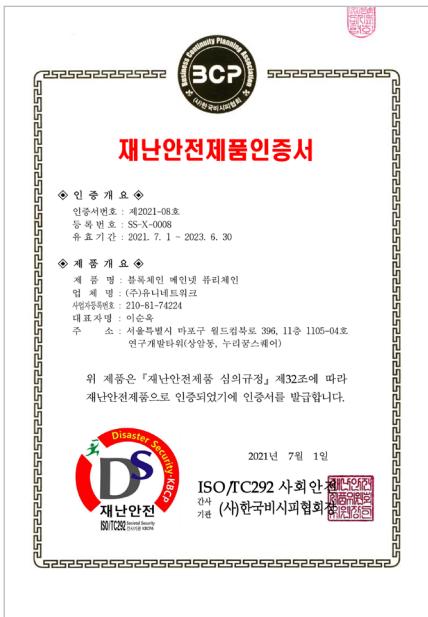 Business Continuity Planning Association
BCP
(사)한국비시피협회
재난안전제품인증서
◈ 인 증 개 요 ◈
인증서번호 : 제2021-08호
등 록 번 호 : SS-X-0008
유 효 기 간 : 2021. 7. 1 ~ 2023. 6. 30
◈ 제 품 개 요 ◈
제 품 명 : 블록체인 메인넷 퓨리체인
업 체 명 : (주)유니네트워크
사업자등록번호 : 210-81-74224
대 표 자 명 : 이순옥
주 소 : 서울특별시 마포구 월드컵북로 396, 11층 1105-04호
연구개발타워(상암동, 누리꿈스퀘어)
위 제품은『재난안전제품 심의규정』제32조에 따라
재난안전제품으로 인증되었기에 인증서를 발급합니다.
2021년 7월 1일
Disaster Security-KBCP
DS
재난안전
ISO/TC292 Societal Security
간사기관 KBCPA
ISO/TC292 사회안전
간사
기관 (사)한국비시피협회장